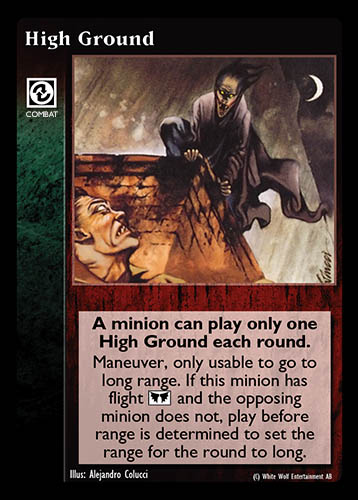 High Ground
COMBAT
A minion can play only one
High Ground each round.
Maneuver, only usable to go to
long range. If this minion has
flight and the opposing
minion does not, play before
range is determined to set the
range for the round to long.
Illus: Alejandro Colucci
(C) White Wolf Entertainment AB